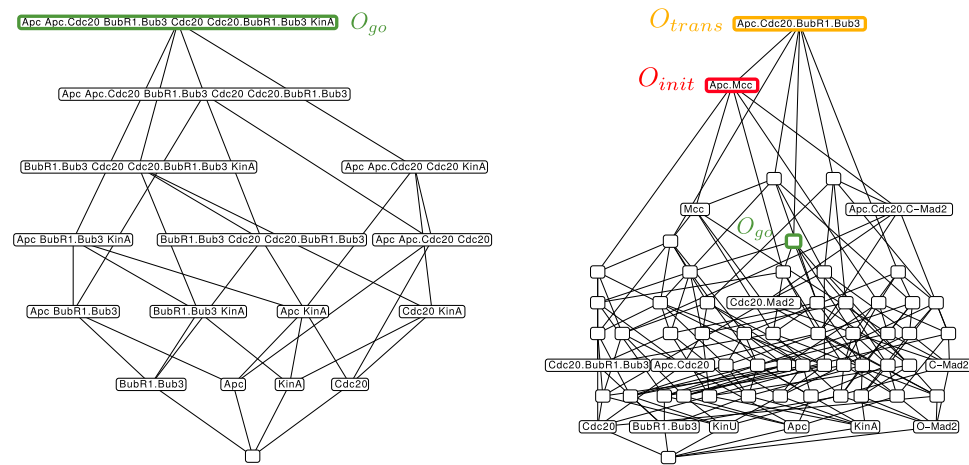 Apc Apc.Cdc20 BubR1.Bub3 Cdc20 Cdc20.BubR1.Bub3 KinA
O_go
Apc Apc.Cdc20 BubR1.Bub3 Cdc20 Cdc20.BubR1.Bub3
BubR1.Bub3 Cdc20 Cdc20.BubR1.Bub3 KinA
Apc Apc.Cdc20 Cdc20 KinA
Apc BubR1.Bub3 KinA
BubR1.Bub3 Cdc20 Cdc20.BubR1.Bub3
Apc Apc.Cdc20 Cdc20
Apc BubR1.Bub3
BubR1.Bub3 KinA
Apc KinA
Cdc20 KinA
BubR1.Bub3
Apc
KinA
Cdc20
O_trans
Apc.Cdc20.BubR1.Bub3
O_init
Apc.Mcc
Mcc
Apc.Cdc20.C-Mad2
O_go
Cdc20.Mad2
Cdc20.BubR1.Bub3
Apc.Cdc20
C-Mad2
Cdc20
BubR1.Bub3
KinU
Apc
KinA
O-Mad2